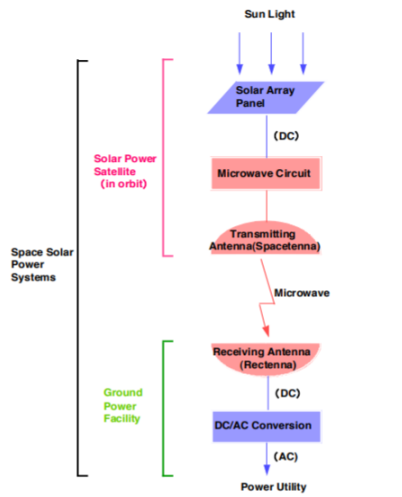 Sun Light
Solar Array
Panel
(DC)
Solar Power
Satellite
(in orbit)
Microwave Circuit
Transmitting
Antenna(Spacetenna)
Space Solar
Power
Systems
Microwave
Receiving Antenna
(Rectenna)
(DC)
Ground
Power
Facility
DC/AC Conversion
(AC)
Power Utility